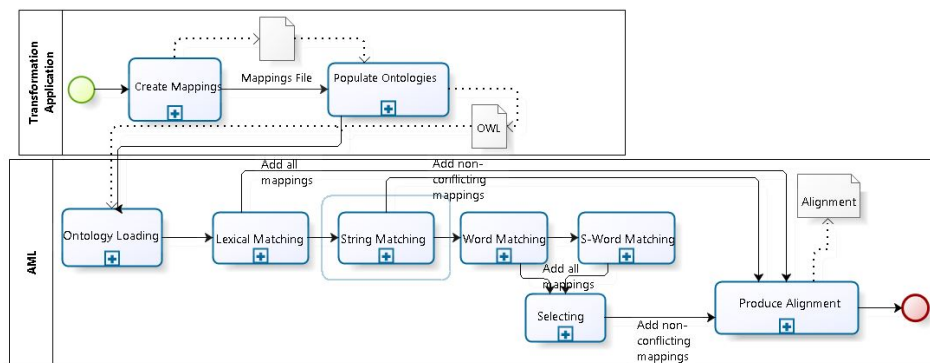 Transformation
Application
Create Mappings
Mappings File
Populate Ontologies
OWL
AML
Add all
mappings
Add non-
conflicting
mappings
Alignment
Ontology Loading
Lexical Matching
String Matching
Word Matching
S-Word Matching
Add all
mappings
Selecting
Add non-
conflicting
mappings
Produce Alignment